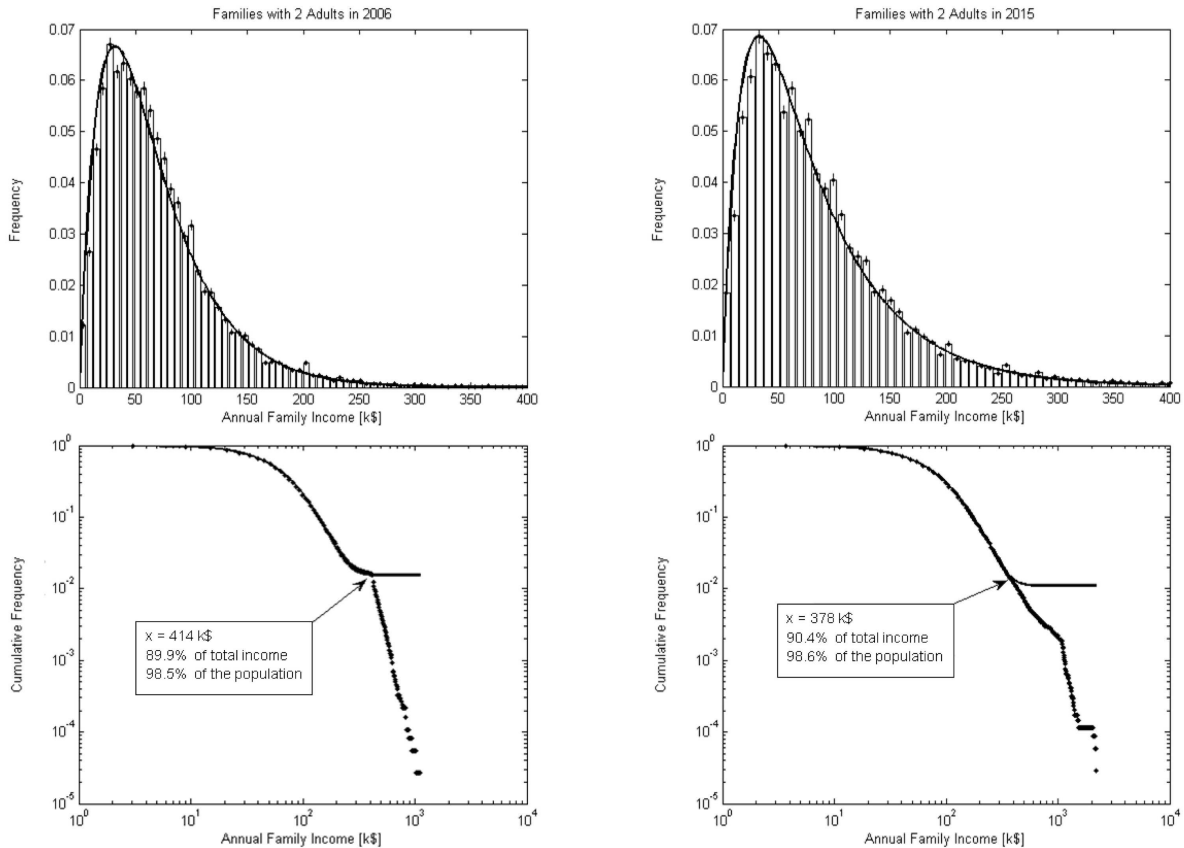 Families with 2 Adults in 2006
0.07
0.06
0.05
0.04
0.03
0.02
0.01
0
Frequency
0 50 100 150 200 250 300 350 400
Annual Family Income [k$]
Families with 2 Adults in 2015
0.07
0.06
0.05
0.04
0.03
0.02
0.01
0
Frequency
0 50 100 150 200 250 300 350 400
Annual Family Income [k$]
10^0
10^-1
10^-2
10^-3
10^-4
10^-5
Cumulative Frequency
x = 414 k$
89.9% of total income
98.5% of the population
10^0 10^1 10^2 10^3 10^4
Annual Family Income [k$]
10^0
10^-1
10^-2
10^-3
10^-4
10^-5
Cumulative Frequency
x = 378 k$
90.4% of total income
98.6% of the population
10^0 10^1 10^2 10^3 10^4
Annual Family Income [k$]